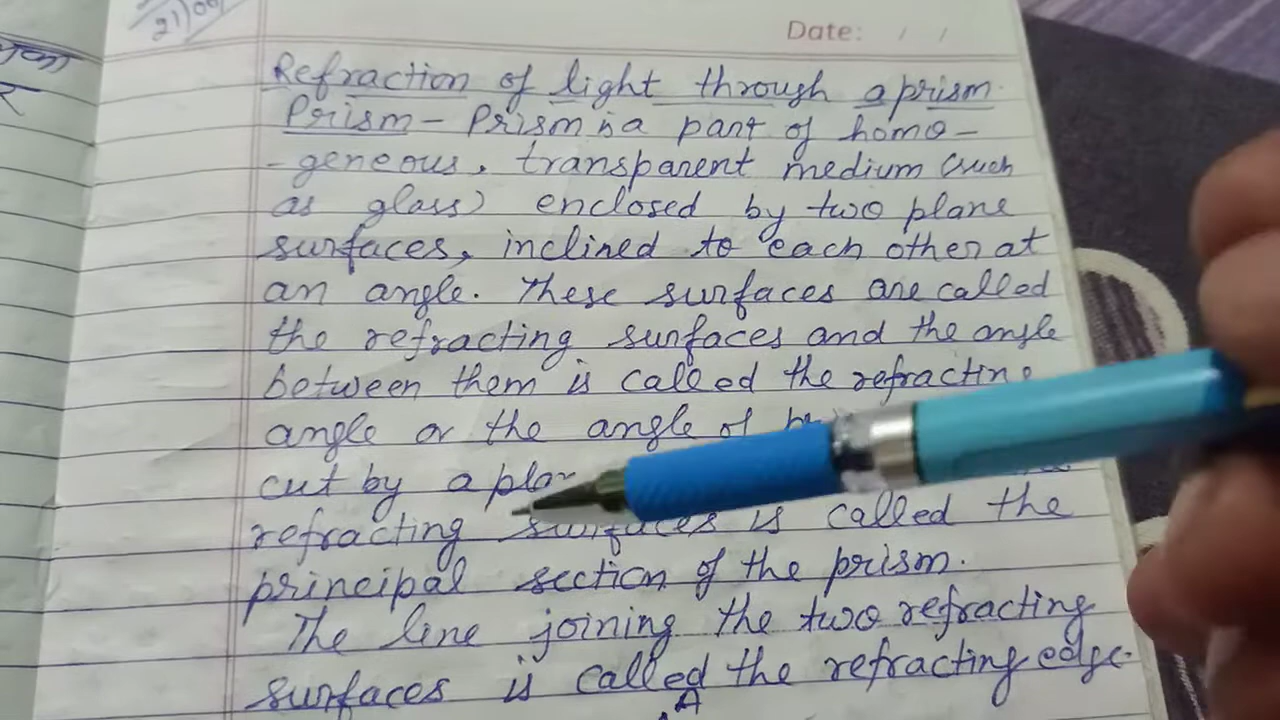 21/00
Date: / /
Refraction of light through a prism.
Prism - Prism is a part of homo-
-geneous, transparent medium (such
as glass) enclosed by two plane
surfaces, inclined to each other at
an angle. These surfaces are called
the refracting surfaces and the angle
between them is called the refracting
angle or the angle of
cut by a
refracting surfaces is called the
principal section of the prism.
The line joining the two refracting
surfaces is called the refracting edge.
A